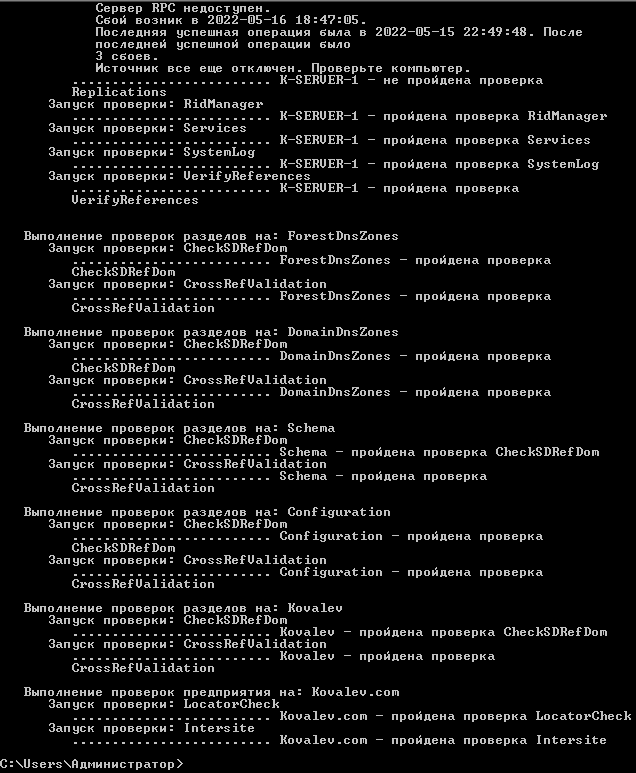 Сервер RPC недоступен.
Сбой возник в 2022-05-16 18:47:05.
Последняя успешная операция была в 2022-05-15 22:49:48. После
последней успешной операции было
3 сбоев.
Источник все еще отключен. Проверьте компьютер.
......................... K-SERVER-1 - не пройдена проверка
Replications
Запуск проверки: RidManager
......................... K-SERVER-1 - пройдена проверка RidManager
Запуск проверки: Services
......................... K-SERVER-1 - пройдена проверка Services
Запуск проверки: SystemLog
......................... K-SERVER-1 - пройдена проверка SystemLog
Запуск проверки: VerifyReferences
......................... K-SERVER-1 - пройдена проверка
VerifyReferences
Выполнение проверок разделов на: ForestDnsZones
Запуск проверки: CheckSDRefDom
......................... ForestDnsZones - пройдена проверка
CheckSDRefDom
Запуск проверки: CrossRefValidation
......................... ForestDnsZones - пройдена проверка
CrossRefValidation
Выполнение проверок разделов на: DomainDnsZones
Запуск проверки: CheckSDRefDom
......................... DomainDnsZones - пройдена проверка
CheckSDRefDom
Запуск проверки: CrossRefValidation
......................... DomainDnsZones - пройдена проверка
CrossRefValidation
Выполнение проверок разделов на: Schema
Запуск проверки: CheckSDRefDom
......................... Schema - пройдена проверка CheckSDRefDom
Запуск проверки: CrossRefValidation
......................... Schema - пройдена проверка
CrossRefValidation
Выполнение проверок разделов на: Configuration
Запуск проверки: CheckSDRefDom
......................... Configuration - пройдена проверка
CheckSDRefDom
Запуск проверки: CrossRefValidation
......................... Configuration - пройдена проверка
CrossRefValidation
Выполнение проверок разделов на: Kovalev
Запуск проверки: CheckSDRefDom
......................... Kovalev - пройдена проверка CheckSDRefDom
Запуск проверки: CrossRefValidation
......................... Kovalev - пройдена проверка
CrossRefValidation
Выполнение проверок предприятия на: Kovalev.com
Запуск проверки: LocatorCheck
......................... Kovalev.com - пройдена проверка LocatorCheck
Запуск проверки: Intersite
......................... Kovalev.com - пройдена проверка Intersite
C:\Users\Администратор>